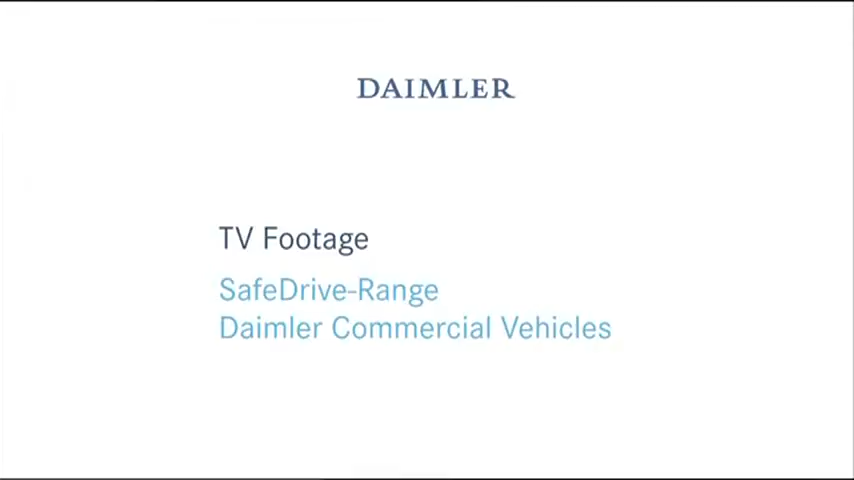 DAIMLER
TV Footage
SafeDrive-Range
Daimler Commercial Vehicles